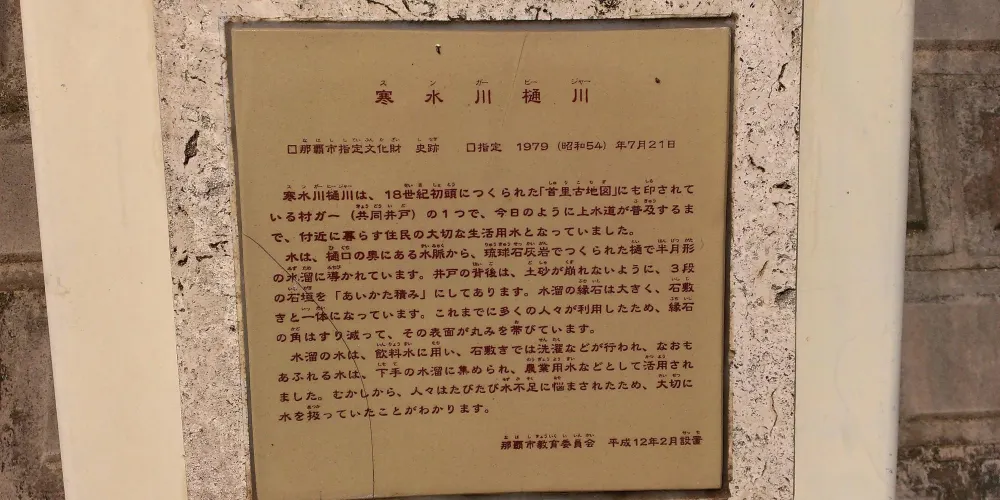 寒水川樋川
□那覇市指定文化財 史跡 □指定 1979(昭和54)年7月21日
寒水川樋川は、18世紀初頭につくられた「首里古地図」にも印されて
いる村ガー(共同井戸)の1つで、今日のように上水道が普及するま
で、付近に暮らす住民の大切な生活用水となっていました。
水は、樋口の奥にある水脈から、琉球石灰岩でつくられた樋で半月形
の水溜に導かれています。井戸の背後は、土砂が崩れないように、3段
の石垣を「あいかた積み」にしてあります。水溜の縁石は大きく、石敷
きと一体になっています。これまでに多くの人々が利用したため、縁石
の角はすり減って、その表面が丸みを帯びています。
水溜の水は、飲料水に用い、石敷きでは洗濯などが行われ、なおも
あふれる水は、下手の水溜に集められ、農業用水などとして活用され
ました。むかしから、人々はたびたび水不足に悩まされたため、大切に
水を扱っていたことがわかります。
那覇市教育委員会 平成12年2月設置